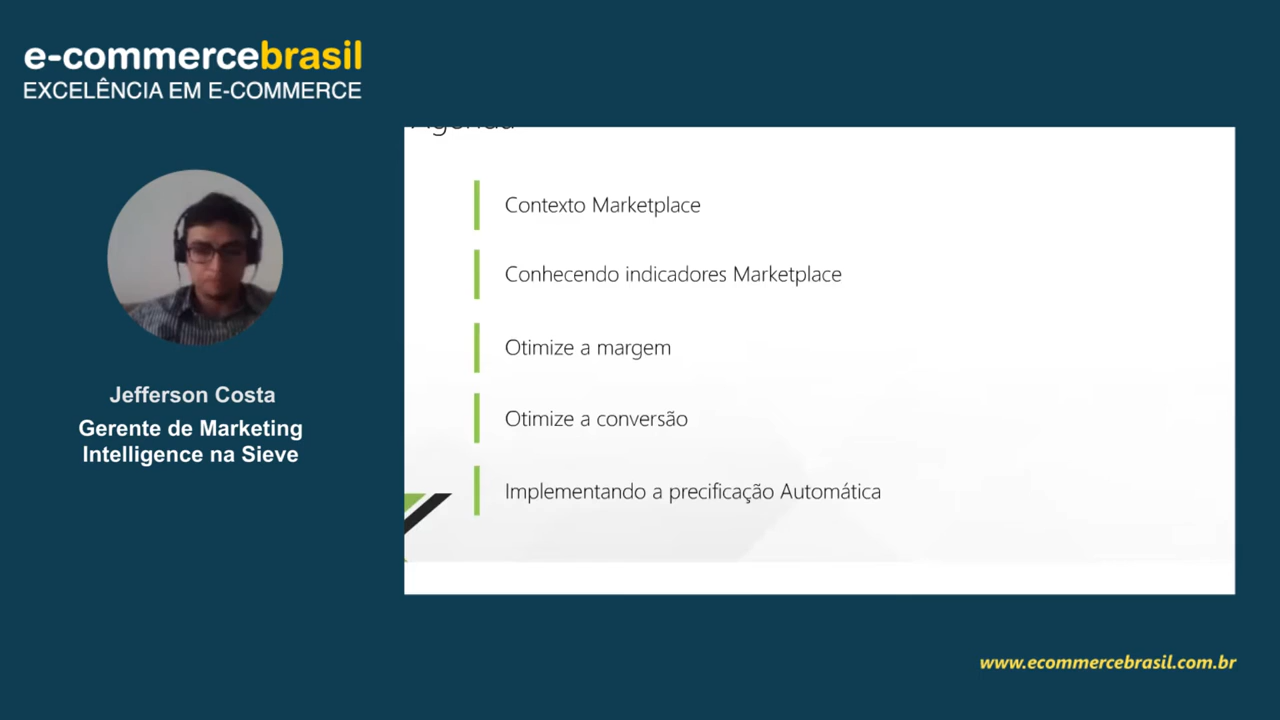 e-commercebrasil
EXCELÊNCIA EM E-COMMERCE
Agenda
Contexto Marketplace
Conhecendo indicadores Marketplace
Otimize a margem
Otimize a conversão
Implementando a precificação Automática
Jefferson Costa
Gerente de Marketing
Intelligence na Sieve
www.ecommercebrasil.com.br